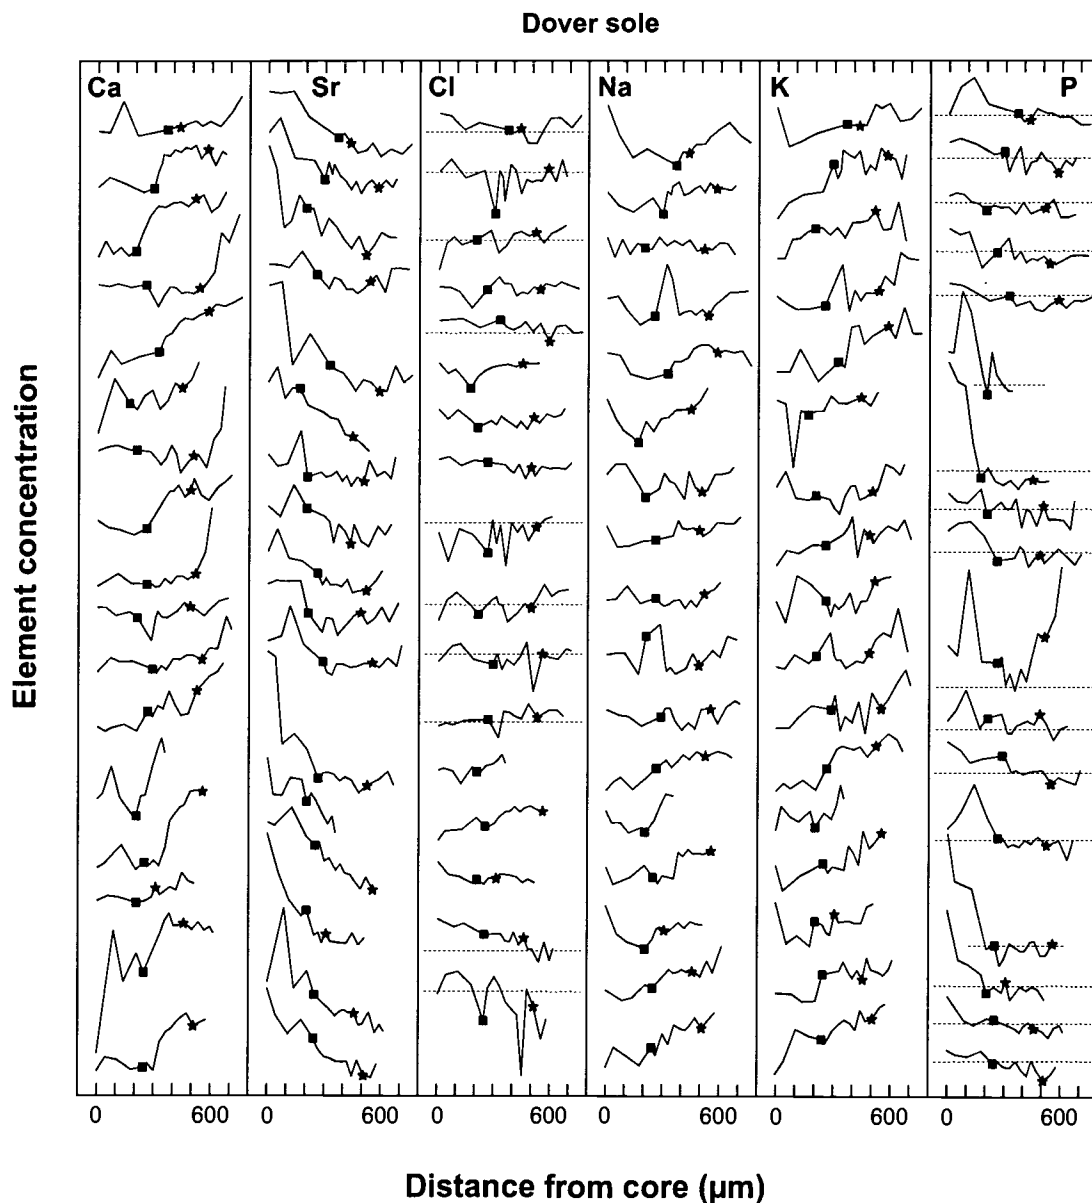 Dover sole
Ca Sr Cl Na K P
Element concentration
0 600 0 600 0 600 0 600 0 600 0 600
Distance from core (µm)